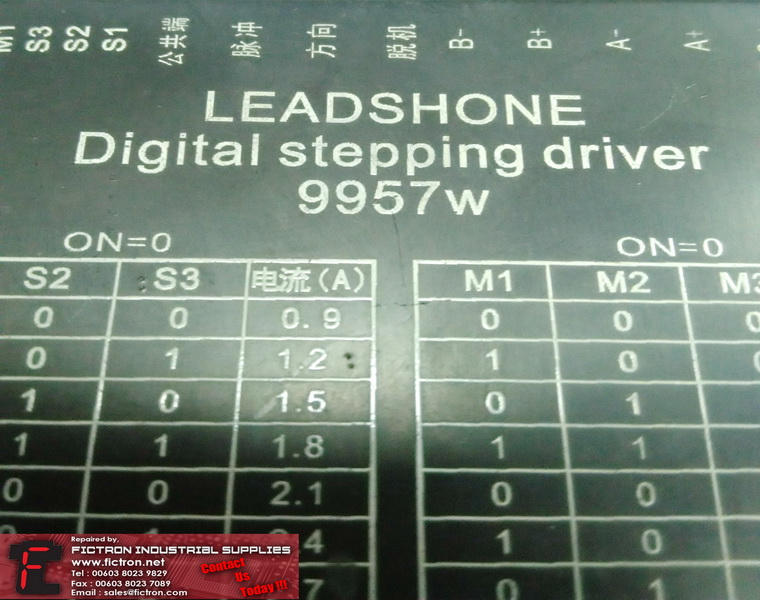 M1 S3 S2 S1 公共端 脉冲 方向 脱机 B- B+ A- A+
LEADSHONE
Digital stepping driver
9957w
ON=0 ON=0
S2 S3 电流(A) M1 M2 M3
0 0 0.9 0 0 0
0 1 1.2 1 0 0
1 0 1.5 0 1
1 1 1.8 1 1
0 0 2.1 0 0
1 0
0
Repaired by,
FICTRON INDUSTRIAL SUPPLIES
www.fictron.net
Tel : 00603 8023 9829
Fax : 00603 8023 7089
Email : sales@fictron.com
Contact
Us
Today !!!